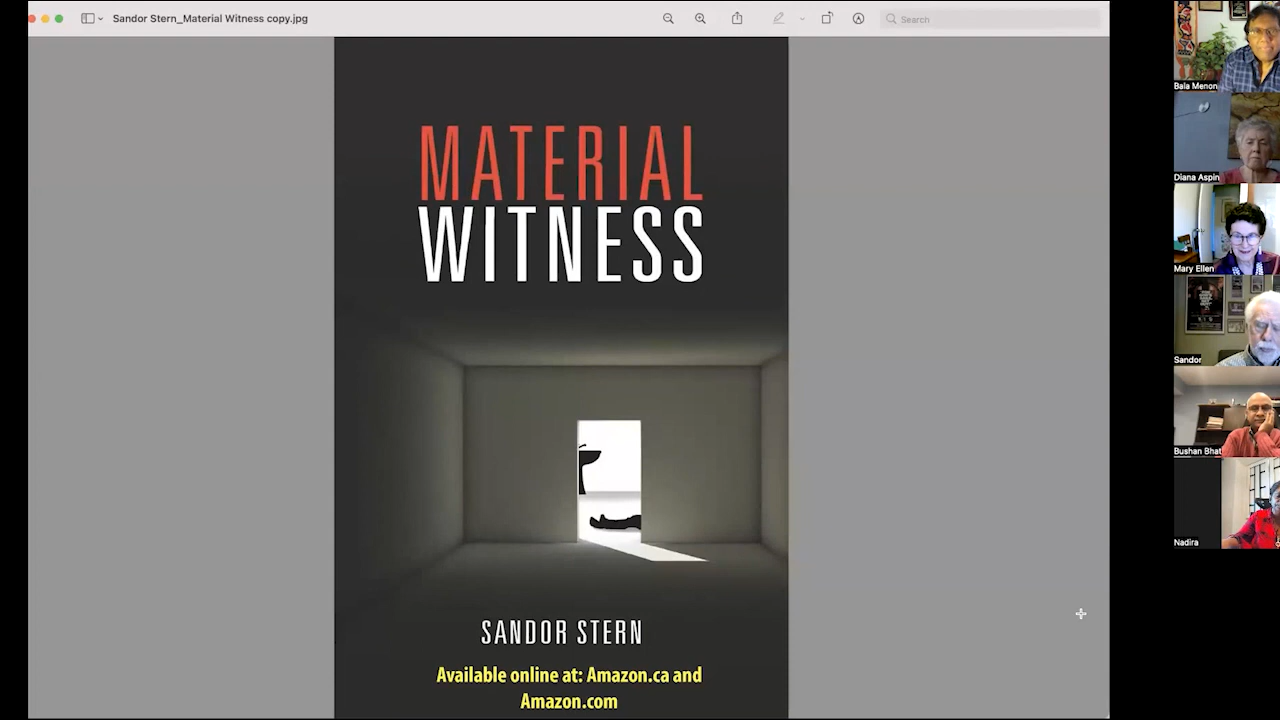 Sandor Stern_Material Witness copy.jpg
Search
MATERIAL
WITNESS
SANDOR STERN
Available online at: Amazon.ca and
Amazon.com
Bala Menon
Diana Aspin
Mary Ellen
Sandor
Bushan Bhat
Nadira